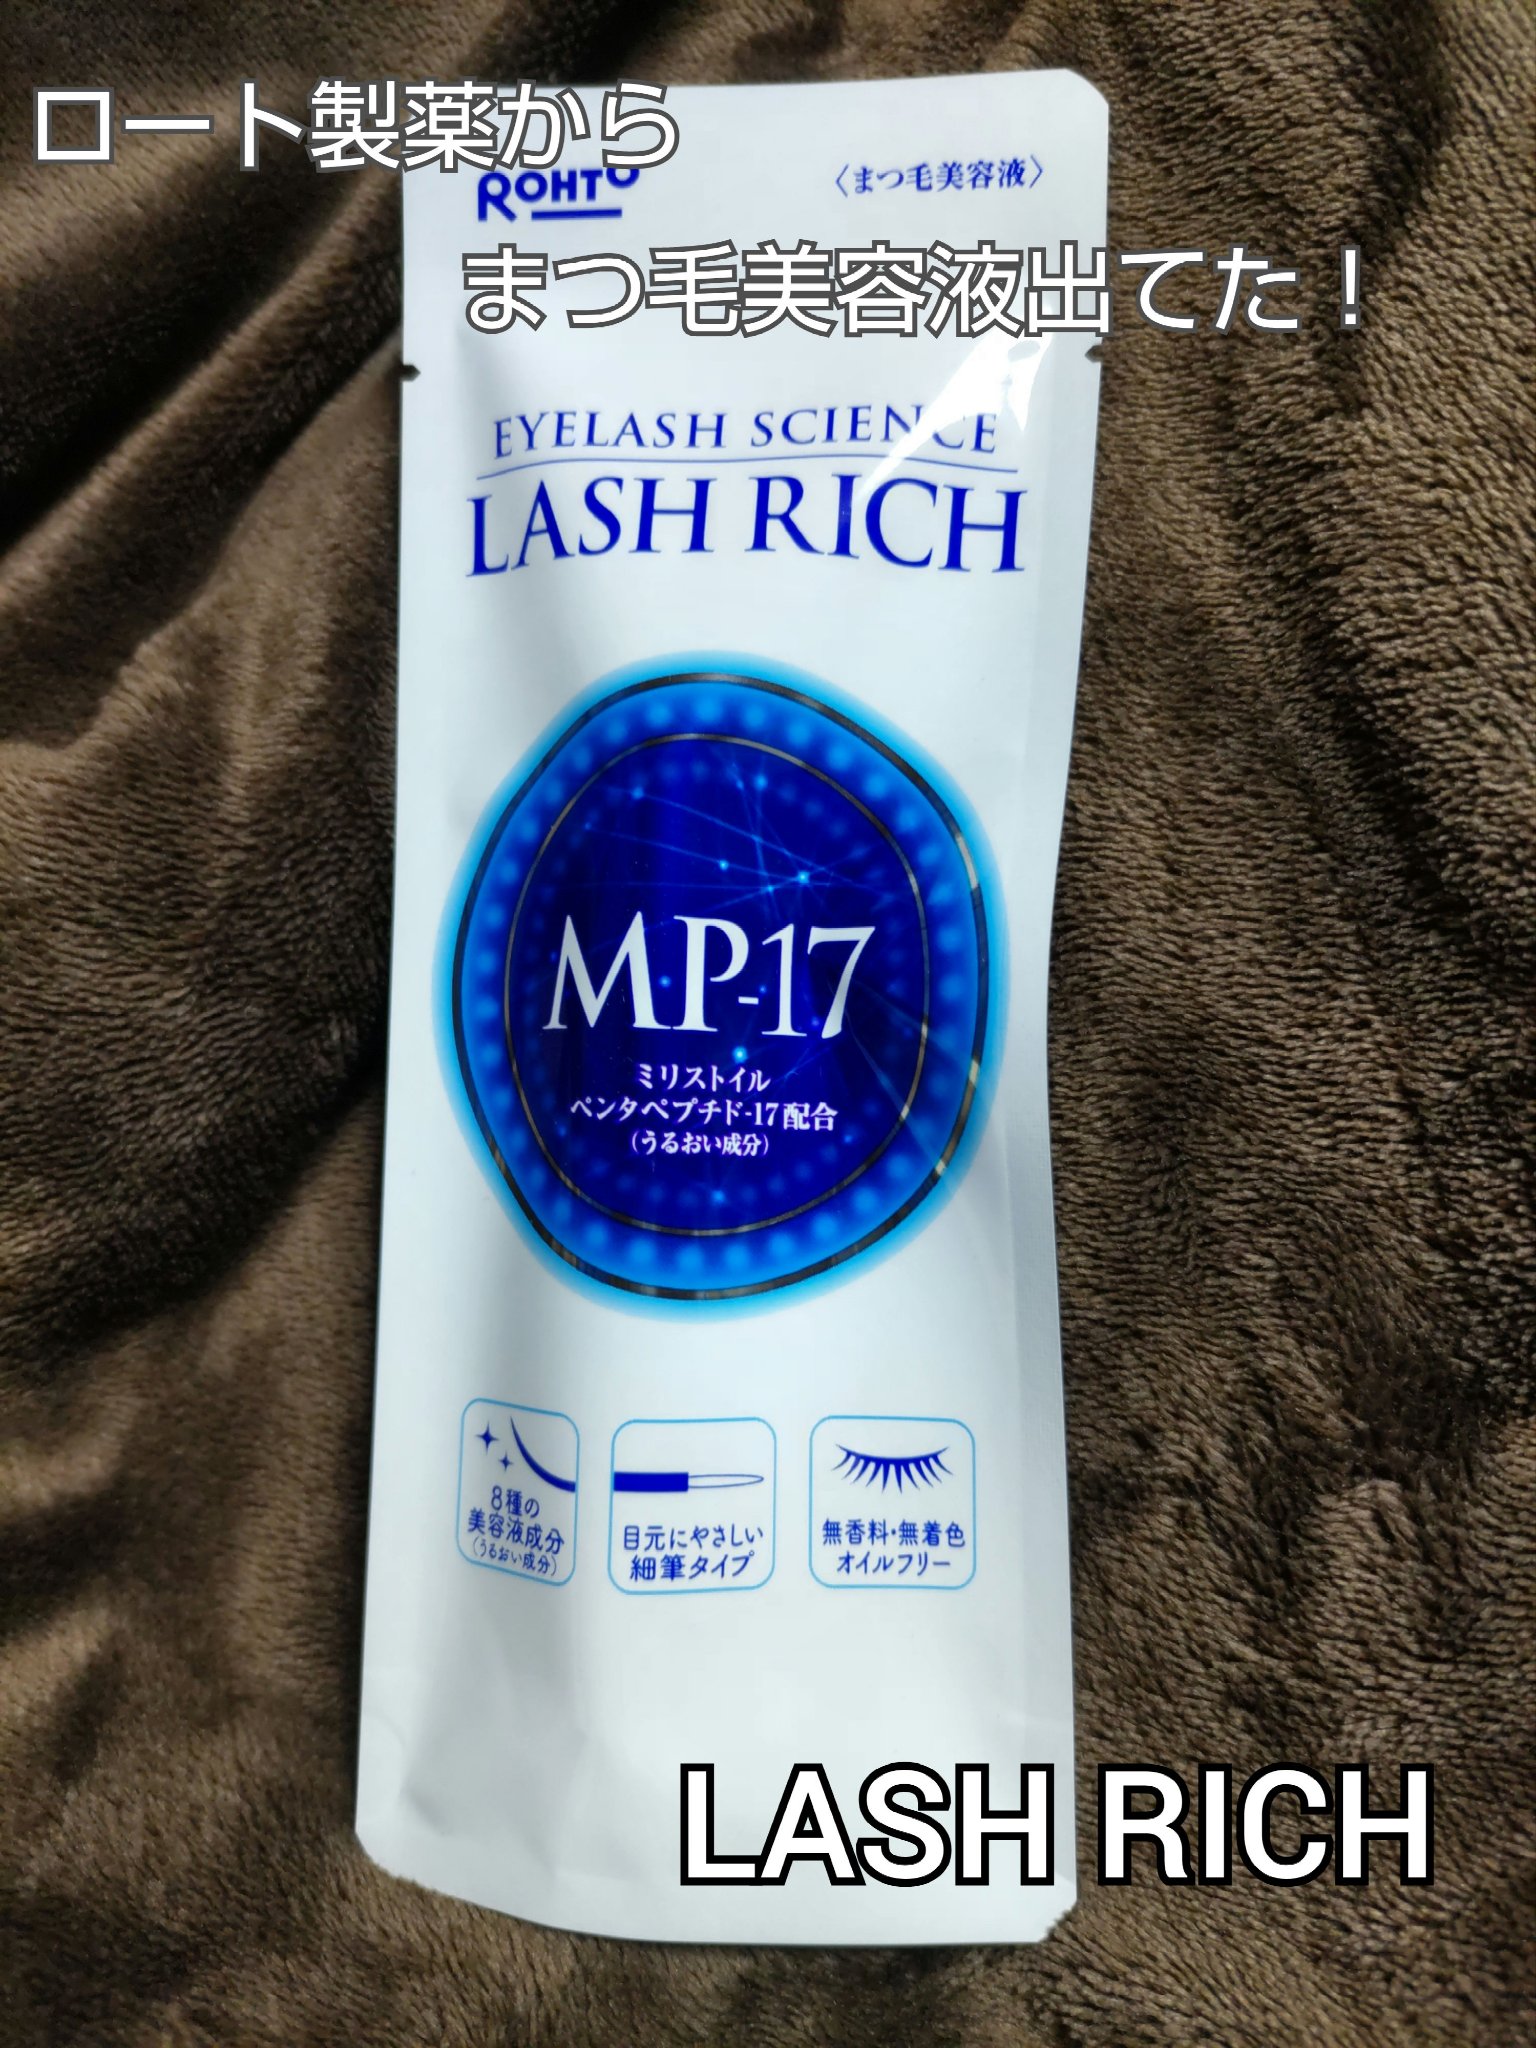 ロート製薬から
ROHTO
〈まつ毛美容液〉
まつ毛美容液出てた！
EYELASH SCIENCE
LASH RICH
MP-17
ミリストイル
ペンタペプチド-17配合
（うるおい成分）
8種の
美容液成分
（うるおい成分）
目元にやさしい
細筆タイプ
無香料・無着色
オイルフリー
LASH RICH